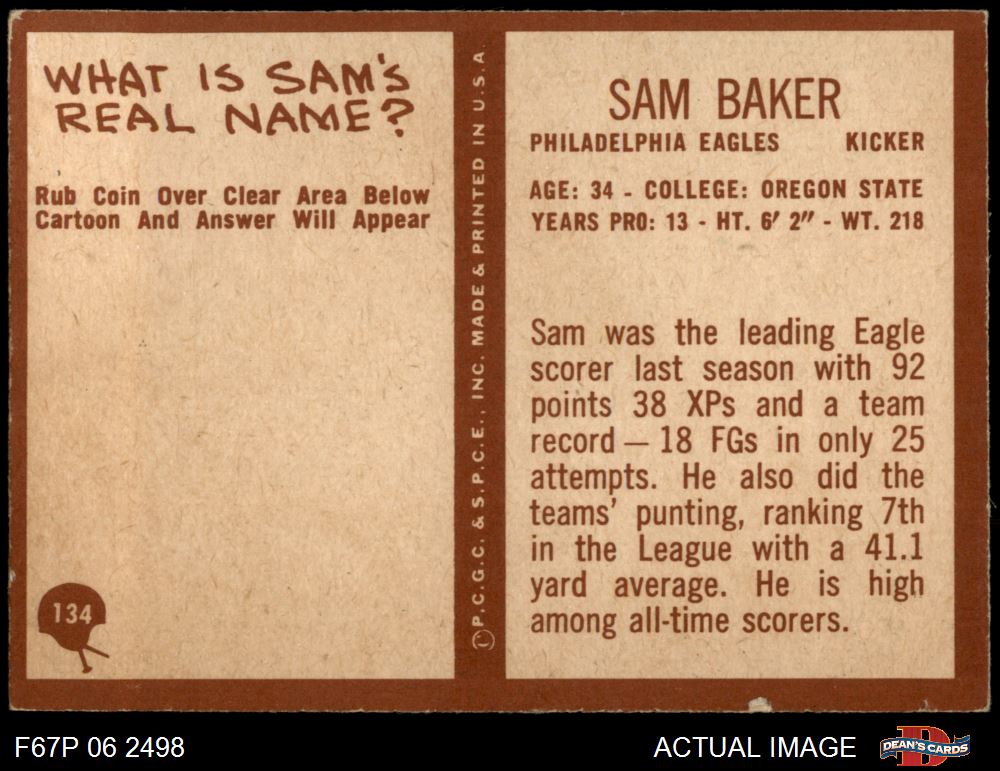 WHAT IS SAM'S
REAL NAME?
Rub Coin Over Clear Area Below
Cartoon And Answer Will Appear
134
©P.C.G.C. & S.P.C.E., INC. MADE & PRINTED IN U.S.A.
SAM BAKER
PHILADELPHIA EAGLES KICKER
AGE: 34 - COLLEGE: OREGON STATE
YEARS PRO: 13 - HT. 6' 2" - WT. 218
Sam was the leading Eagle
scorer last season with 92
points 38 XPs and a team
record — 18 FGs in only 25
attempts. He also did the
teams' punting, ranking 7th
in the League with a 41.1
yard average. He is high
among all-time scorers.
F67P 06 2498
ACTUAL IMAGE
DEAN'S CARDS